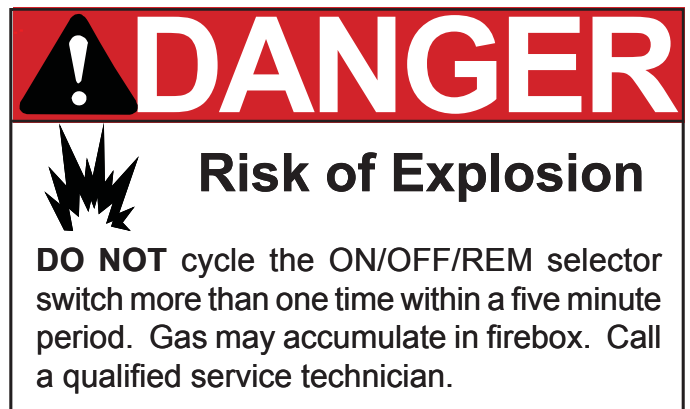 DANGER
Risk of Explosion
DO NOT cycle the ON/OFF/REM selector
switch more than one time within a five minute
period. Gas may accumulate in firebox. Call
a qualified service technician.